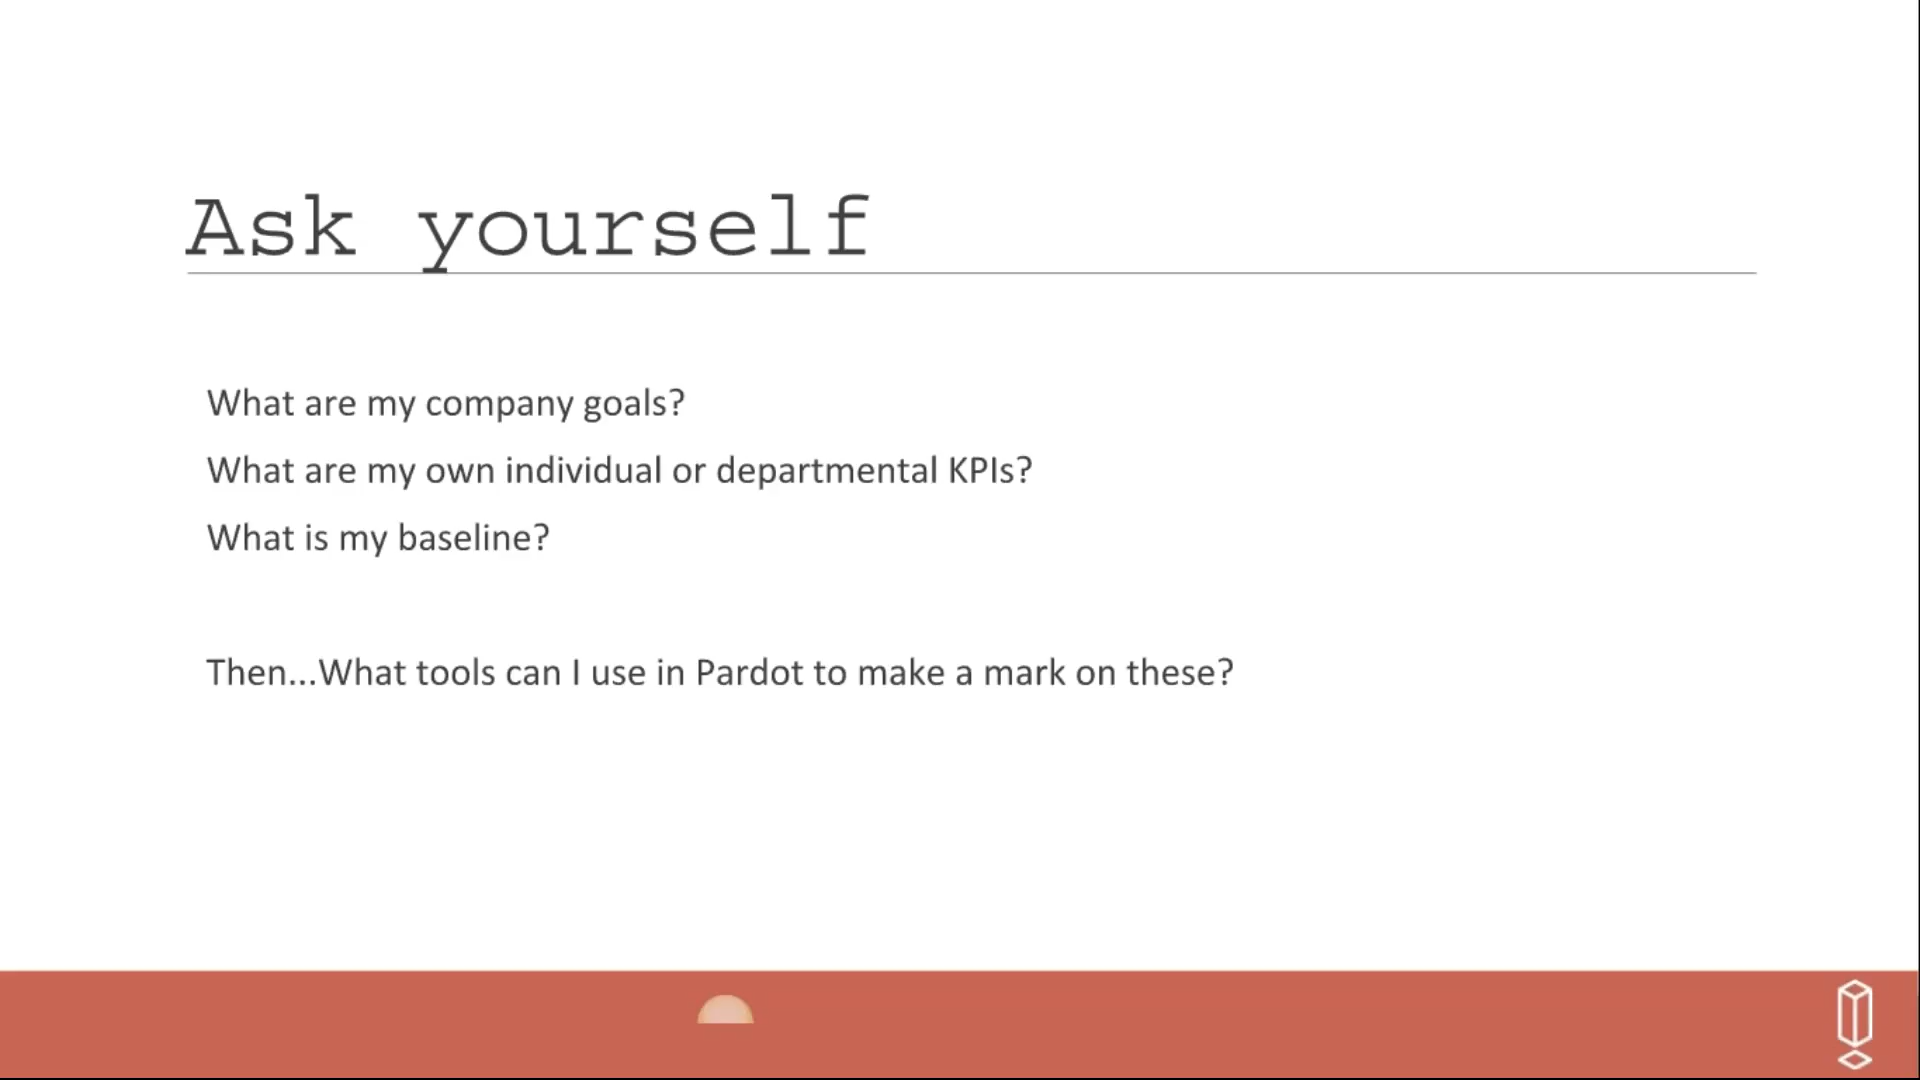 Ask yourself
What are my company goals?
What are my own individual or departmental KPIs?
What is my baseline?
Then...What tools can I use in Pardot to make a mark on these?